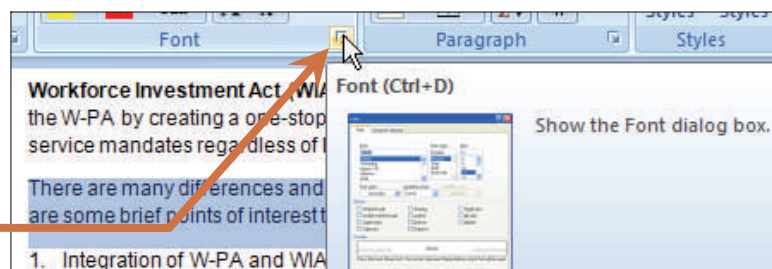 Styles Styles
Font Paragraph Styles
Workforce Investment Act (WIA
the W-PA by creating a one-stop
service mandates regardless of
There are many differences and
are some brief points of interest t
1. Integration of W-PA and WIA
Font (Ctrl+D)
Show the Font dialog box.